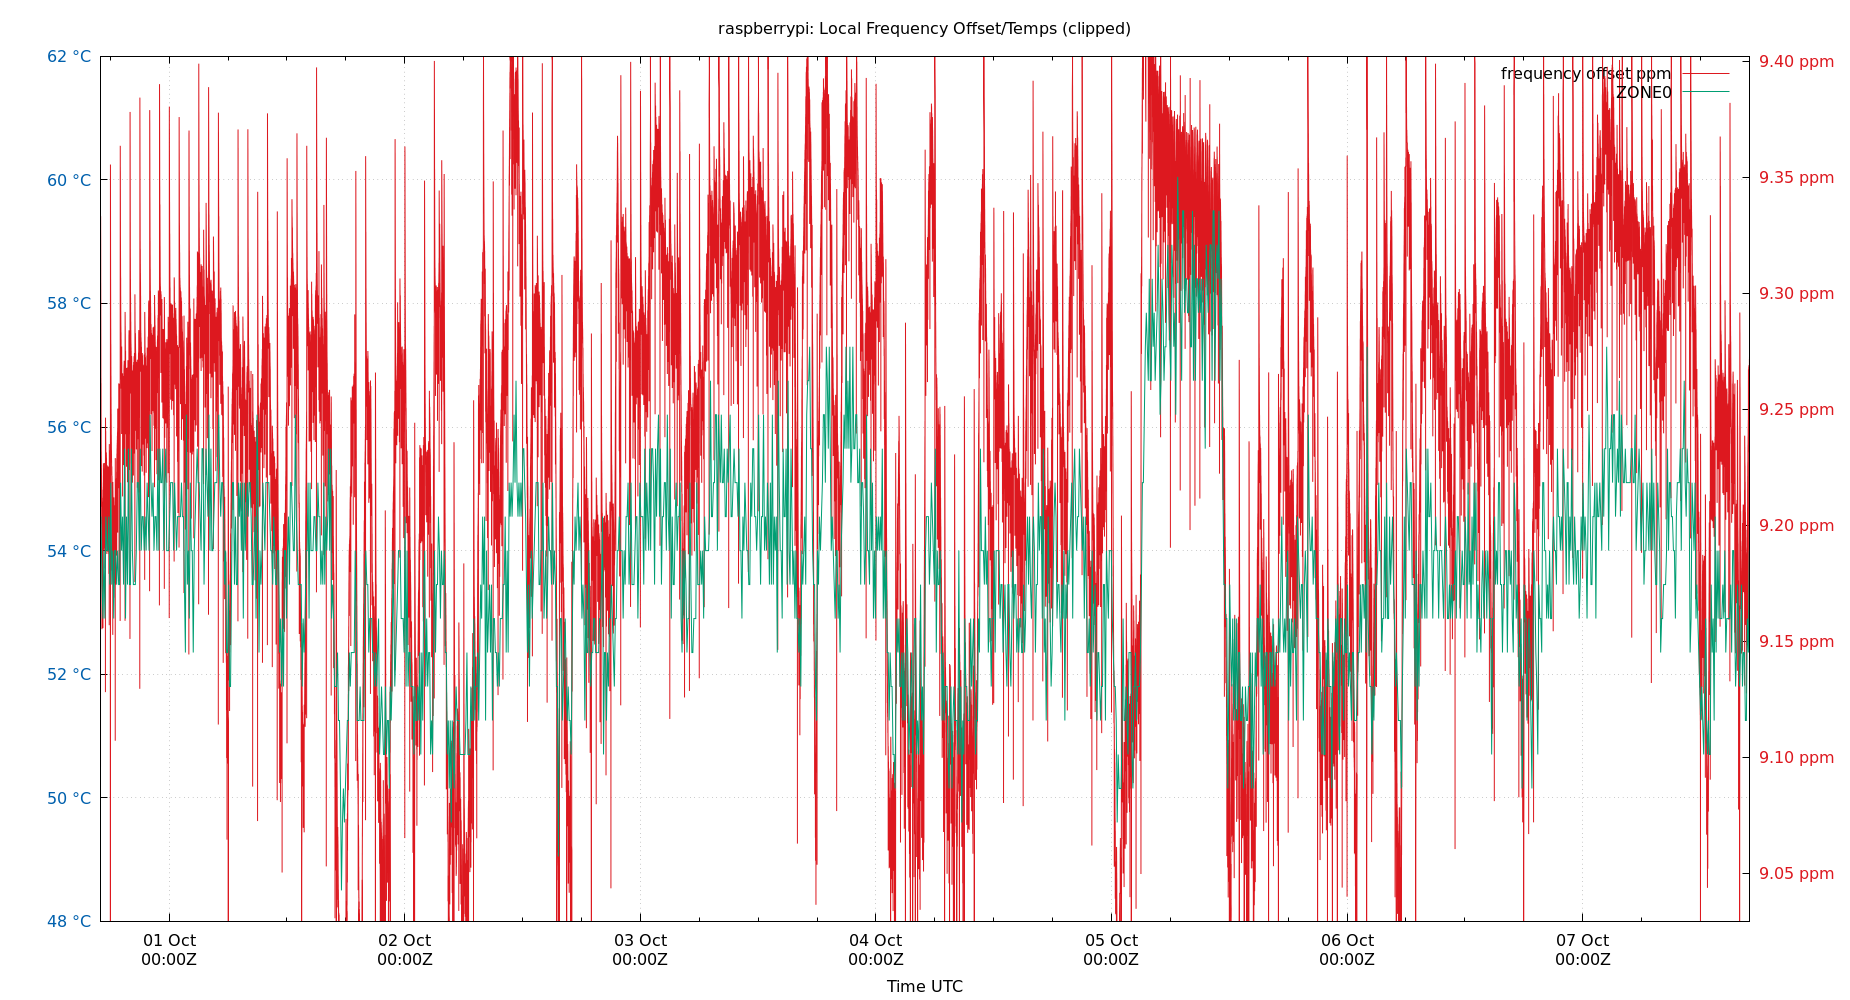 raspberrypi: Local Frequency Offset/Temps (clipped)
62 °C
60 °C
58 °C
56 °C
54 °C
52 °C
50 °C
48 °C
9.40 ppm
9.35 ppm
9.30 ppm
9.25 ppm
9.20 ppm
9.15 ppm
9.10 ppm
9.05 ppm
frequency offset ppm
ZONE0
01 Oct
00:00Z
02 Oct
00:00Z
03 Oct
00:00Z
04 Oct
00:00Z
05 Oct
00:00Z
06 Oct
00:00Z
07 Oct
00:00Z
Time UTC